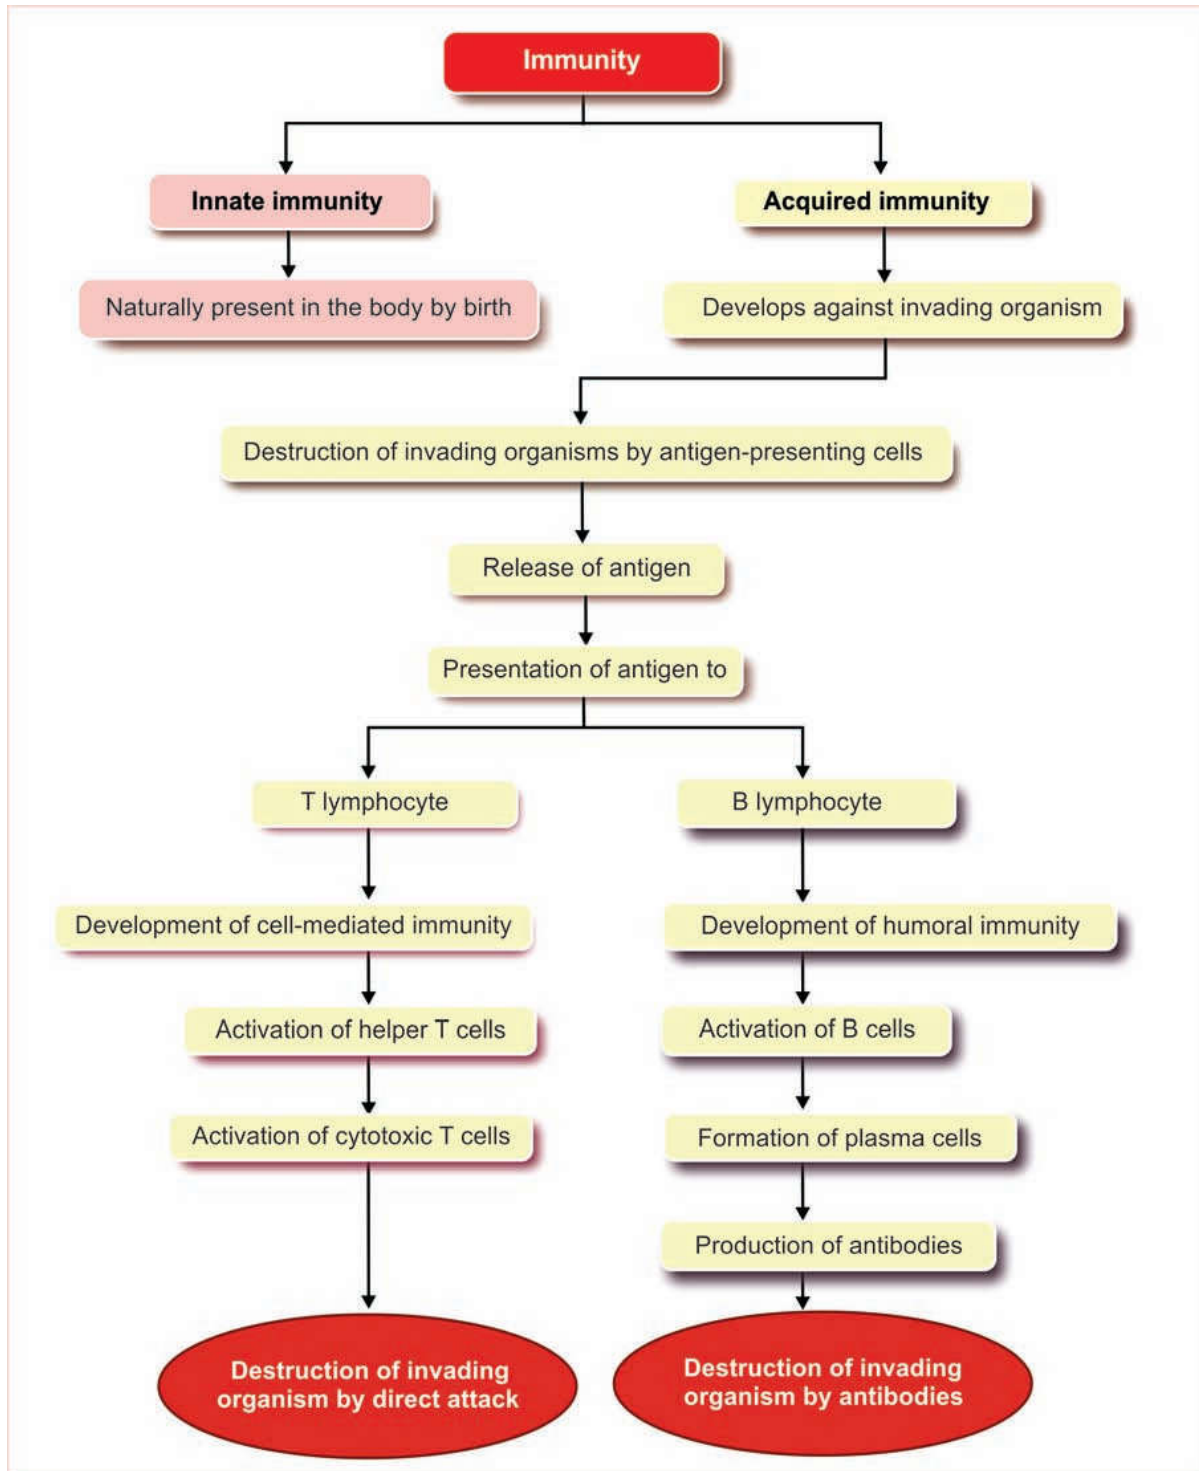 Immunity
Innate immunity
Acquired immunity
Naturally present in the body by birth
Develops against invading organism
Destruction of invading organisms by antigen-presenting cells
Release of antigen
Presentation of antigen to
T lymphocyte
B lymphocyte
Development of cell-mediated immunity
Development of humoral immunity
Activation of helper T cells
Activation of B cells
Activation of cytotoxic T cells
Formation of plasma cells
Production of antibodies
Destruction of invading
organism by direct attack
Destruction of invading
organism by antibodies